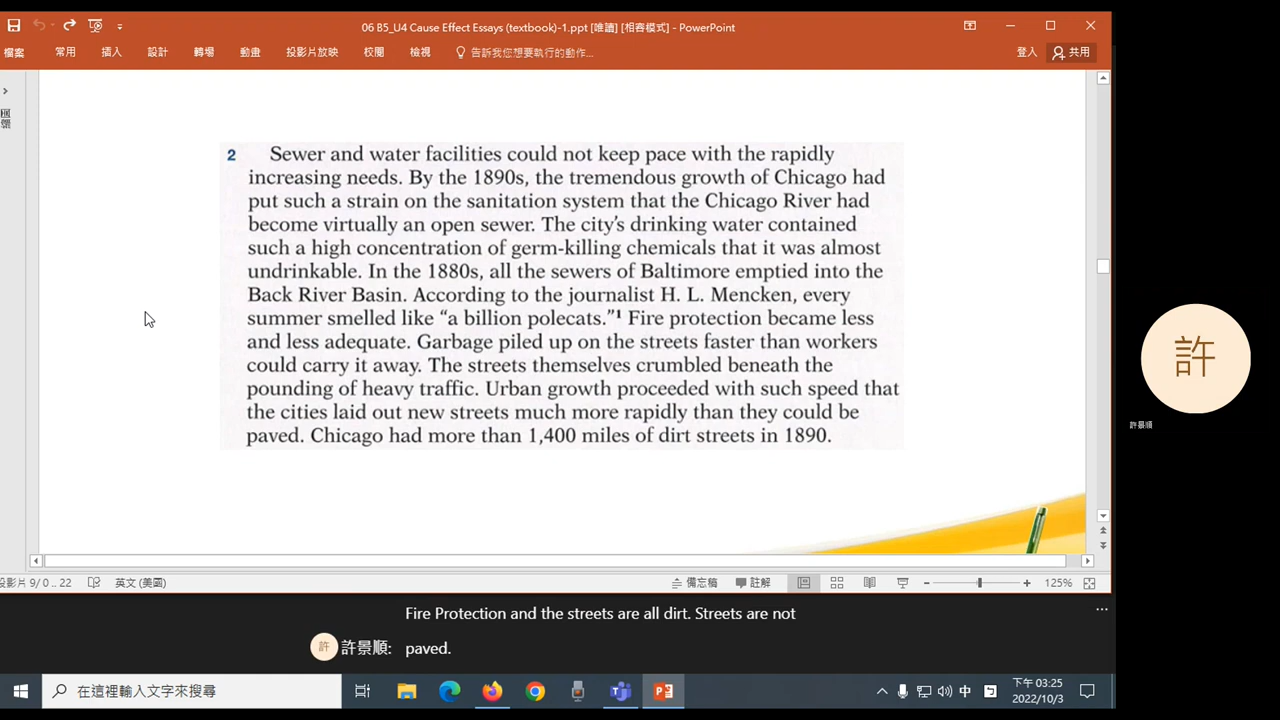 06 B5_U4 Cause Effect Essays (textbook)-1.ppt [唯讀] [相容模式] - PowerPoint
檔案 常用 插入 設計 轉場 動畫 投影片放映 校閱 檢視 告訴我您想要執行的動作... 登入 共用
2 Sewer and water facilities could not keep pace with the rapidly
increasing needs. By the 1890s, the tremendous growth of Chicago had
put such a strain on the sanitation system that the Chicago River had
become virtually an open sewer. The city's drinking water contained
such a high concentration of germ-killing chemicals that it was almost
undrinkable. In the 1880s, all the sewers of Baltimore emptied into the
Back River Basin. According to the journalist H. L. Mencken, every
summer smelled like “a billion polecats.”¹ Fire protection became less
and less adequate. Garbage piled up on the streets faster than workers
could carry it away. The streets themselves crumbled beneath the
pounding of heavy traffic. Urban growth proceeded with such speed that
the cities laid out new streets much more rapidly than they could be
paved. Chicago had more than 1,400 miles of dirt streets in 1890.
許
許景順
投影片 9/0 .. 22 英文 (美國) 備忘稿 註解 125%
Fire Protection and the streets are all dirt. Streets are not
許 許景順: paved.
在這裡輸入文字來搜尋 中 下午 03:25
2022/10/3